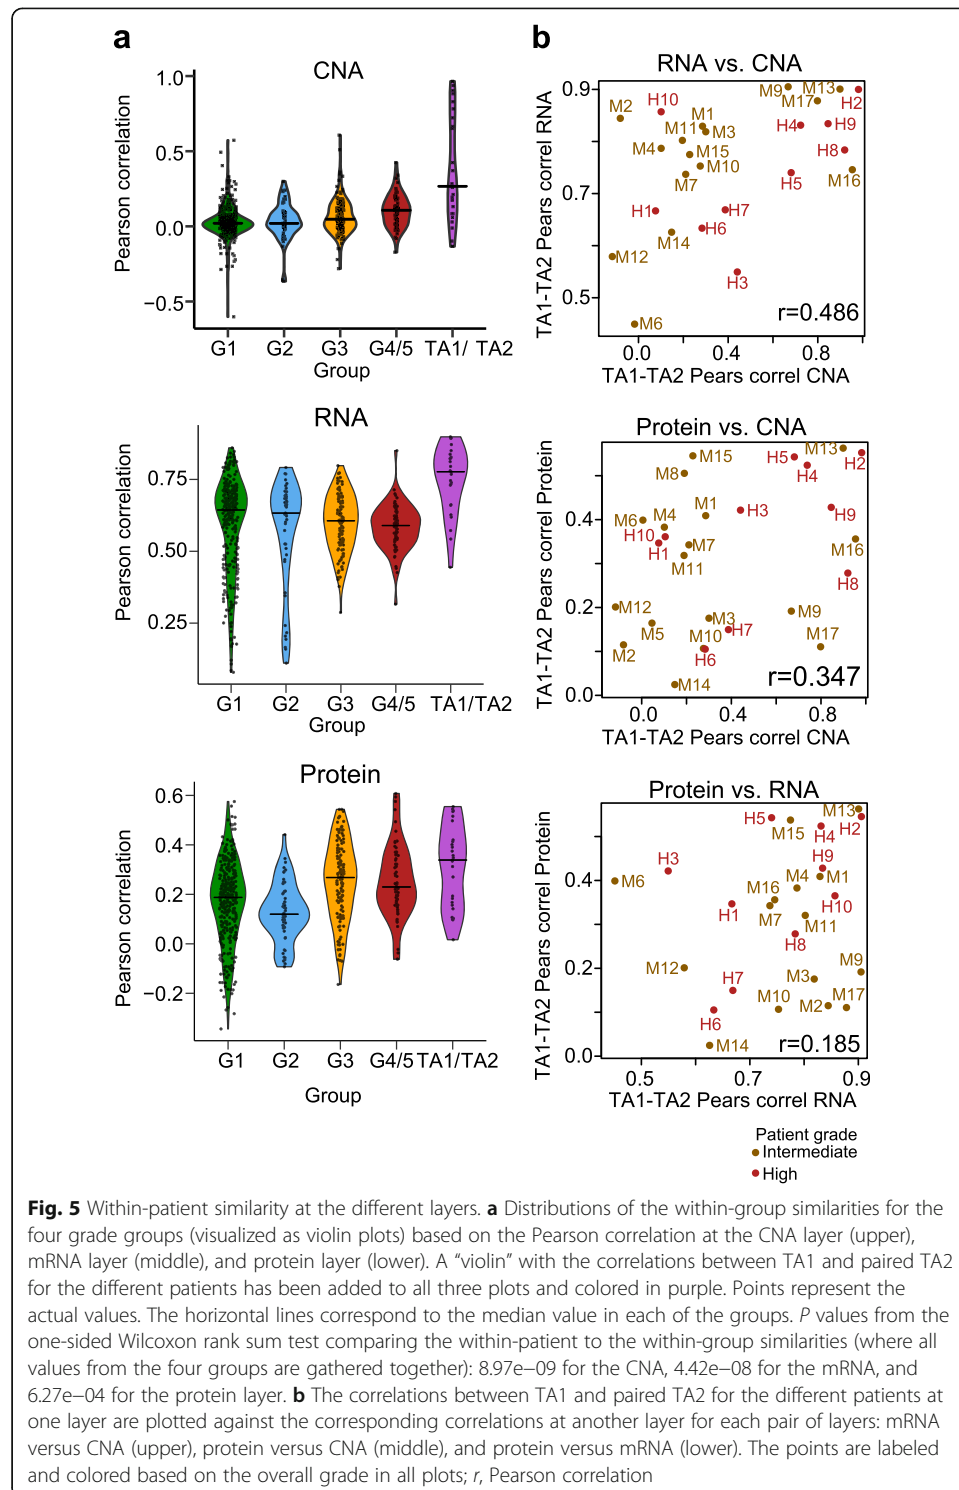 a
CNA
Pearson correlation
1.0
0.5
0.0
−0.5
G1 G2 G3 G4/5 TA1/ TA2
Group
RNA
Pearson correlation
0.75
0.50
0.25
G1 G2 G3 G4/5 TA1/TA2
Group
Protein
Pearson correlation
0.6
0.4
0.2
0.0
−0.2
G1 G2 G3 G4/5 TA1/TA2
Group
b
RNA vs. CNA
TA1-TA2 Pears correl RNA
0.9
0.7
0.5
M9 M13
M17 H2
M2 H10
M1
M11 M3 H4 H9
M4 M15 H8
M10
M7 H5 M16
H1 H7
H6
M14
M12
H3
M6
r=0.486
0.0 0.4 0.8
TA1-TA2 Pears correl CNA
Protein vs. CNA
TA1-TA2 Pears correl Protein
0.4
0.2
0.0
M15 H5 M13 H2
M8 H4
M1 H3 H9
M6 M4
H10
H1 M7 M16
M11
H8
M12 M3 M9
M5 M10 H7
M2 H6 M17
M14
r=0.347
0.0 0.4 0.8
TA1-TA2 Pears correl CNA
Protein vs. RNA
TA1-TA2 Pears correl Protein
0.4
0.2
0.0
M13
H5 M15 H4 H2
H3 H9
M6 M4 M1
M16
H1 M7 H10
M11
H8
M12 M9
H7 M3
M10 M2 M17
H6
M14
r=0.185
0.5 0.7 0.9
TA1-TA2 Pears correl RNA
Patient grade
Intermediate
High
Fig. 5 Within-patient similarity at the different layers. a Distributions of the within-group similarities for the
four grade groups (visualized as violin plots) based on the Pearson correlation at the CNA layer (upper),
mRNA layer (middle), and protein layer (lower). A “violin” with the correlations between TA1 and paired TA2
for the different patients has been added to all three plots and colored in purple. Points represent the
actual values. The horizontal lines correspond to the median value in each of the groups. P values from the
one-sided Wilcoxon rank sum test comparing the within-patient to the within-group similarities (where all
values from the four groups are gathered together): 8.97e−09 for the CNA, 4.42e−08 for the mRNA, and
6.27e−04 for the protein layer. b The correlations between TA1 and paired TA2 for the different patients at
one layer are plotted against the corresponding correlations at another layer for each pair of layers: mRNA
versus CNA (upper), protein versus CNA (middle), and protein versus mRNA (lower). The points are labeled
and colored based on the overall grade in all plots; r, Pearson correlation